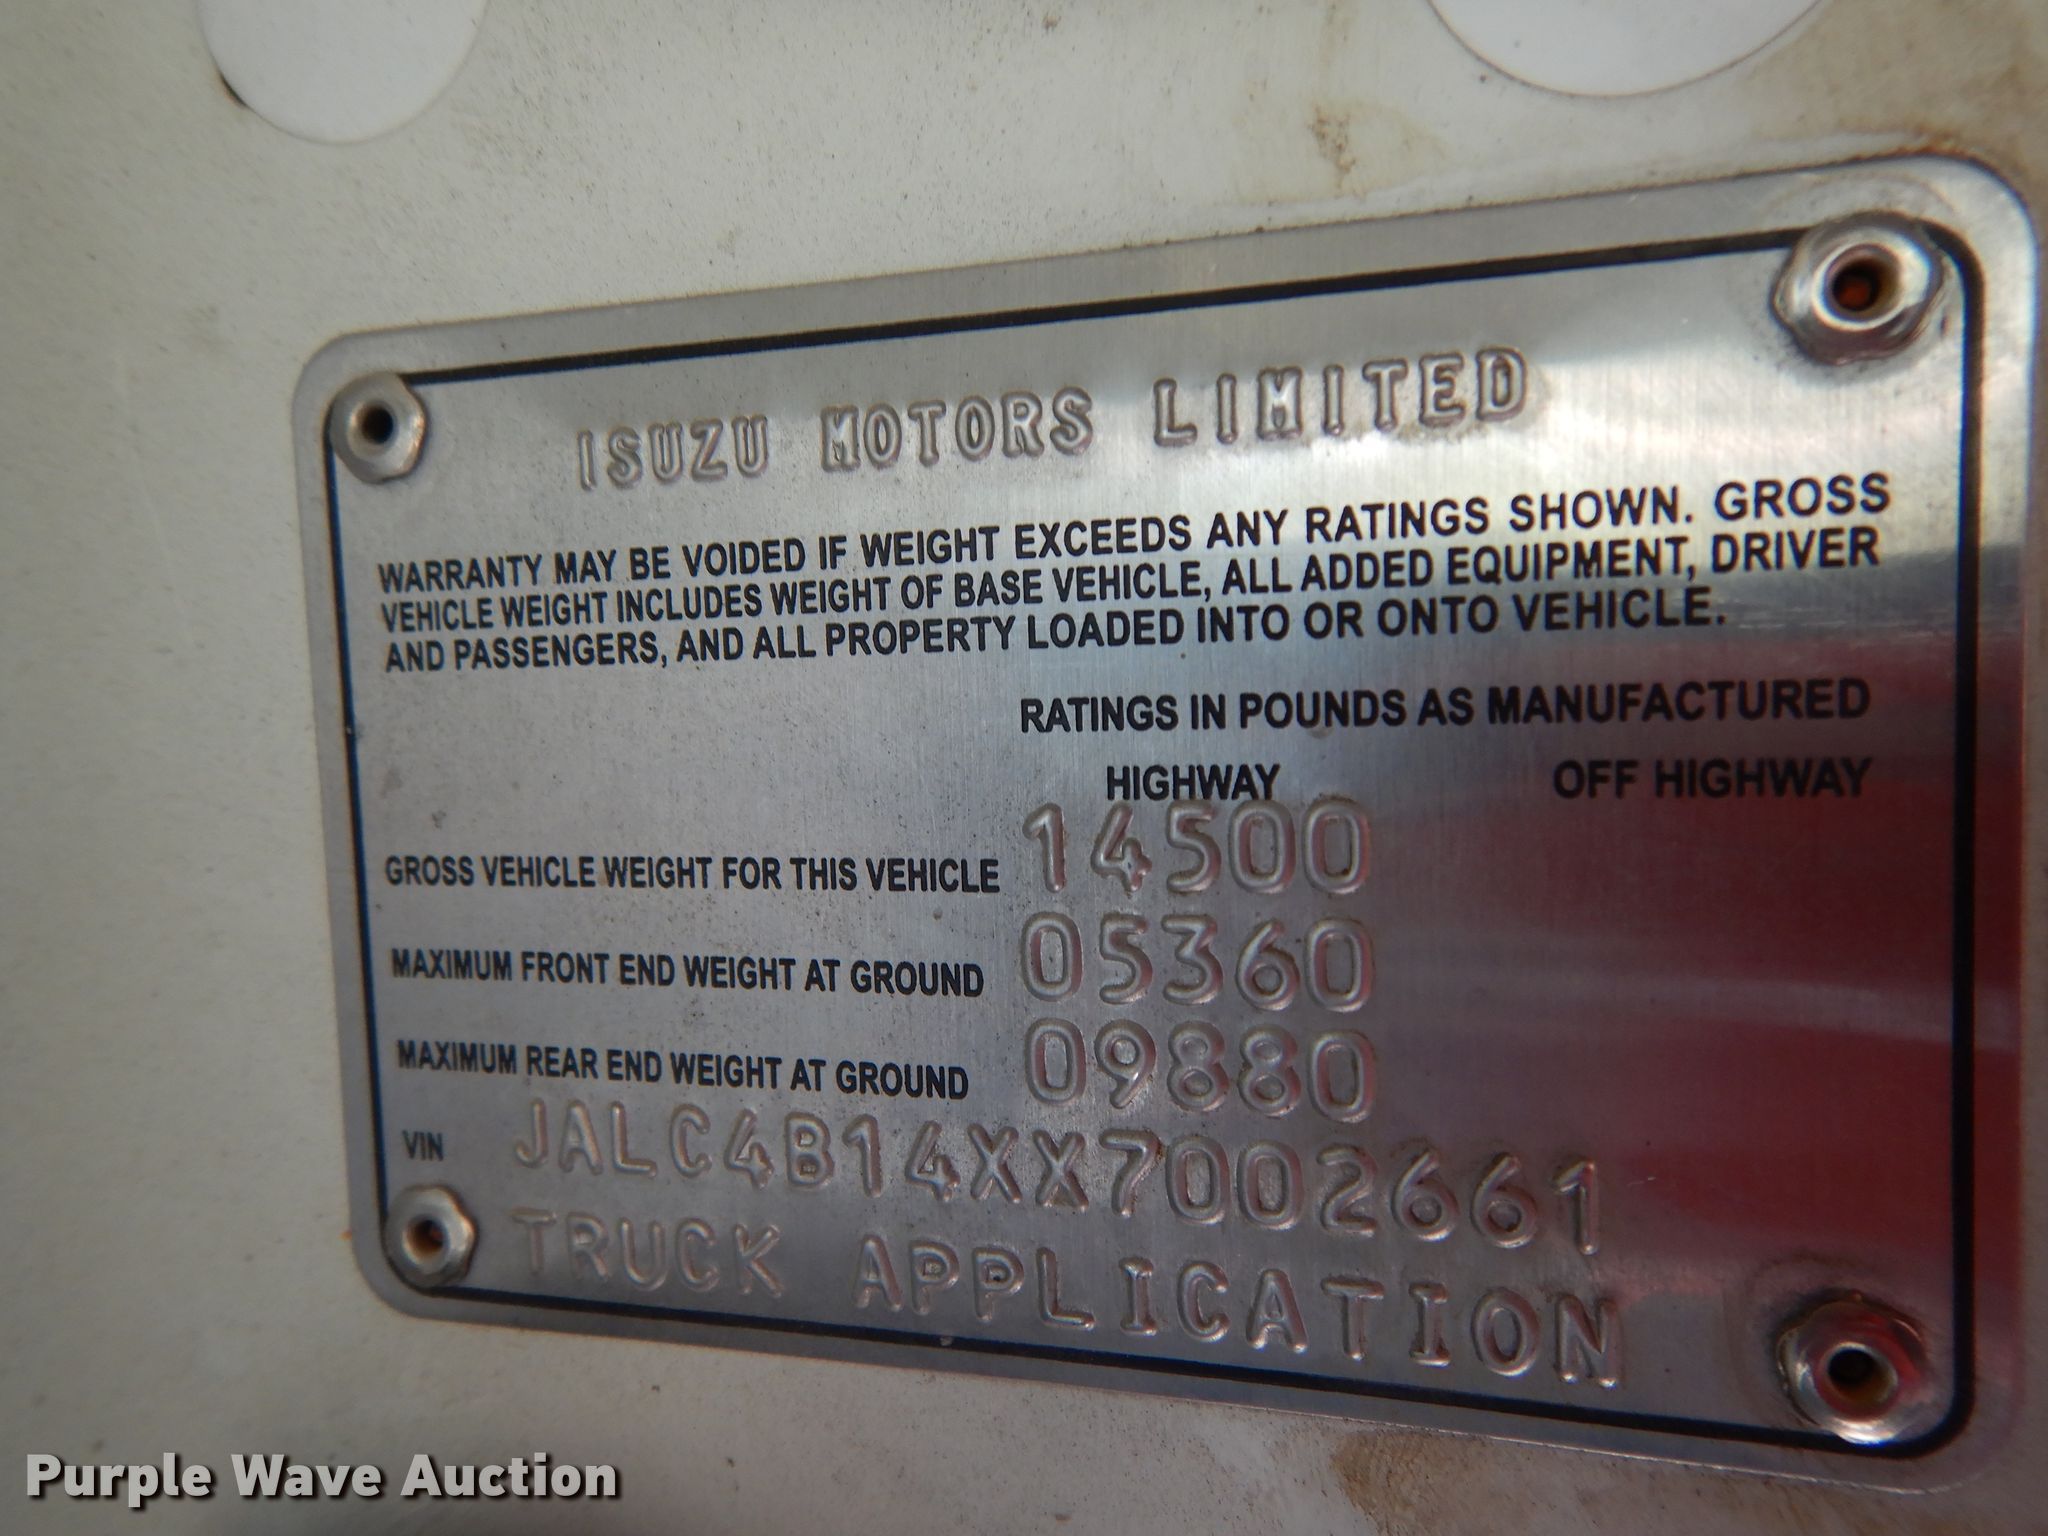 ISUZU MOTORS LIMITED
WARRANTY MAY BE VOIDED IF WEIGHT EXCEEDS ANY RATINGS SHOWN. GROSS
VEHICLE WEIGHT INCLUDES WEIGHT OF BASE VEHICLE, ALL ADDED EQUIPMENT, DRIVER
AND PASSENGERS, AND ALL PROPERTY LOADED INTO OR ONTO VEHICLE.
RATINGS IN POUNDS AS MANUFACTURED
HIGHWAY OFF HIGHWAY
GROSS VEHICLE WEIGHT FOR THIS VEHICLE 14500
MAXIMUM FRONT END WEIGHT AT GROUND 05360
MAXIMUM REAR END WEIGHT AT GROUND 09880
VIN JALC4B14XX7002661
TRUCK APPLICATION
Purple Wave Auction